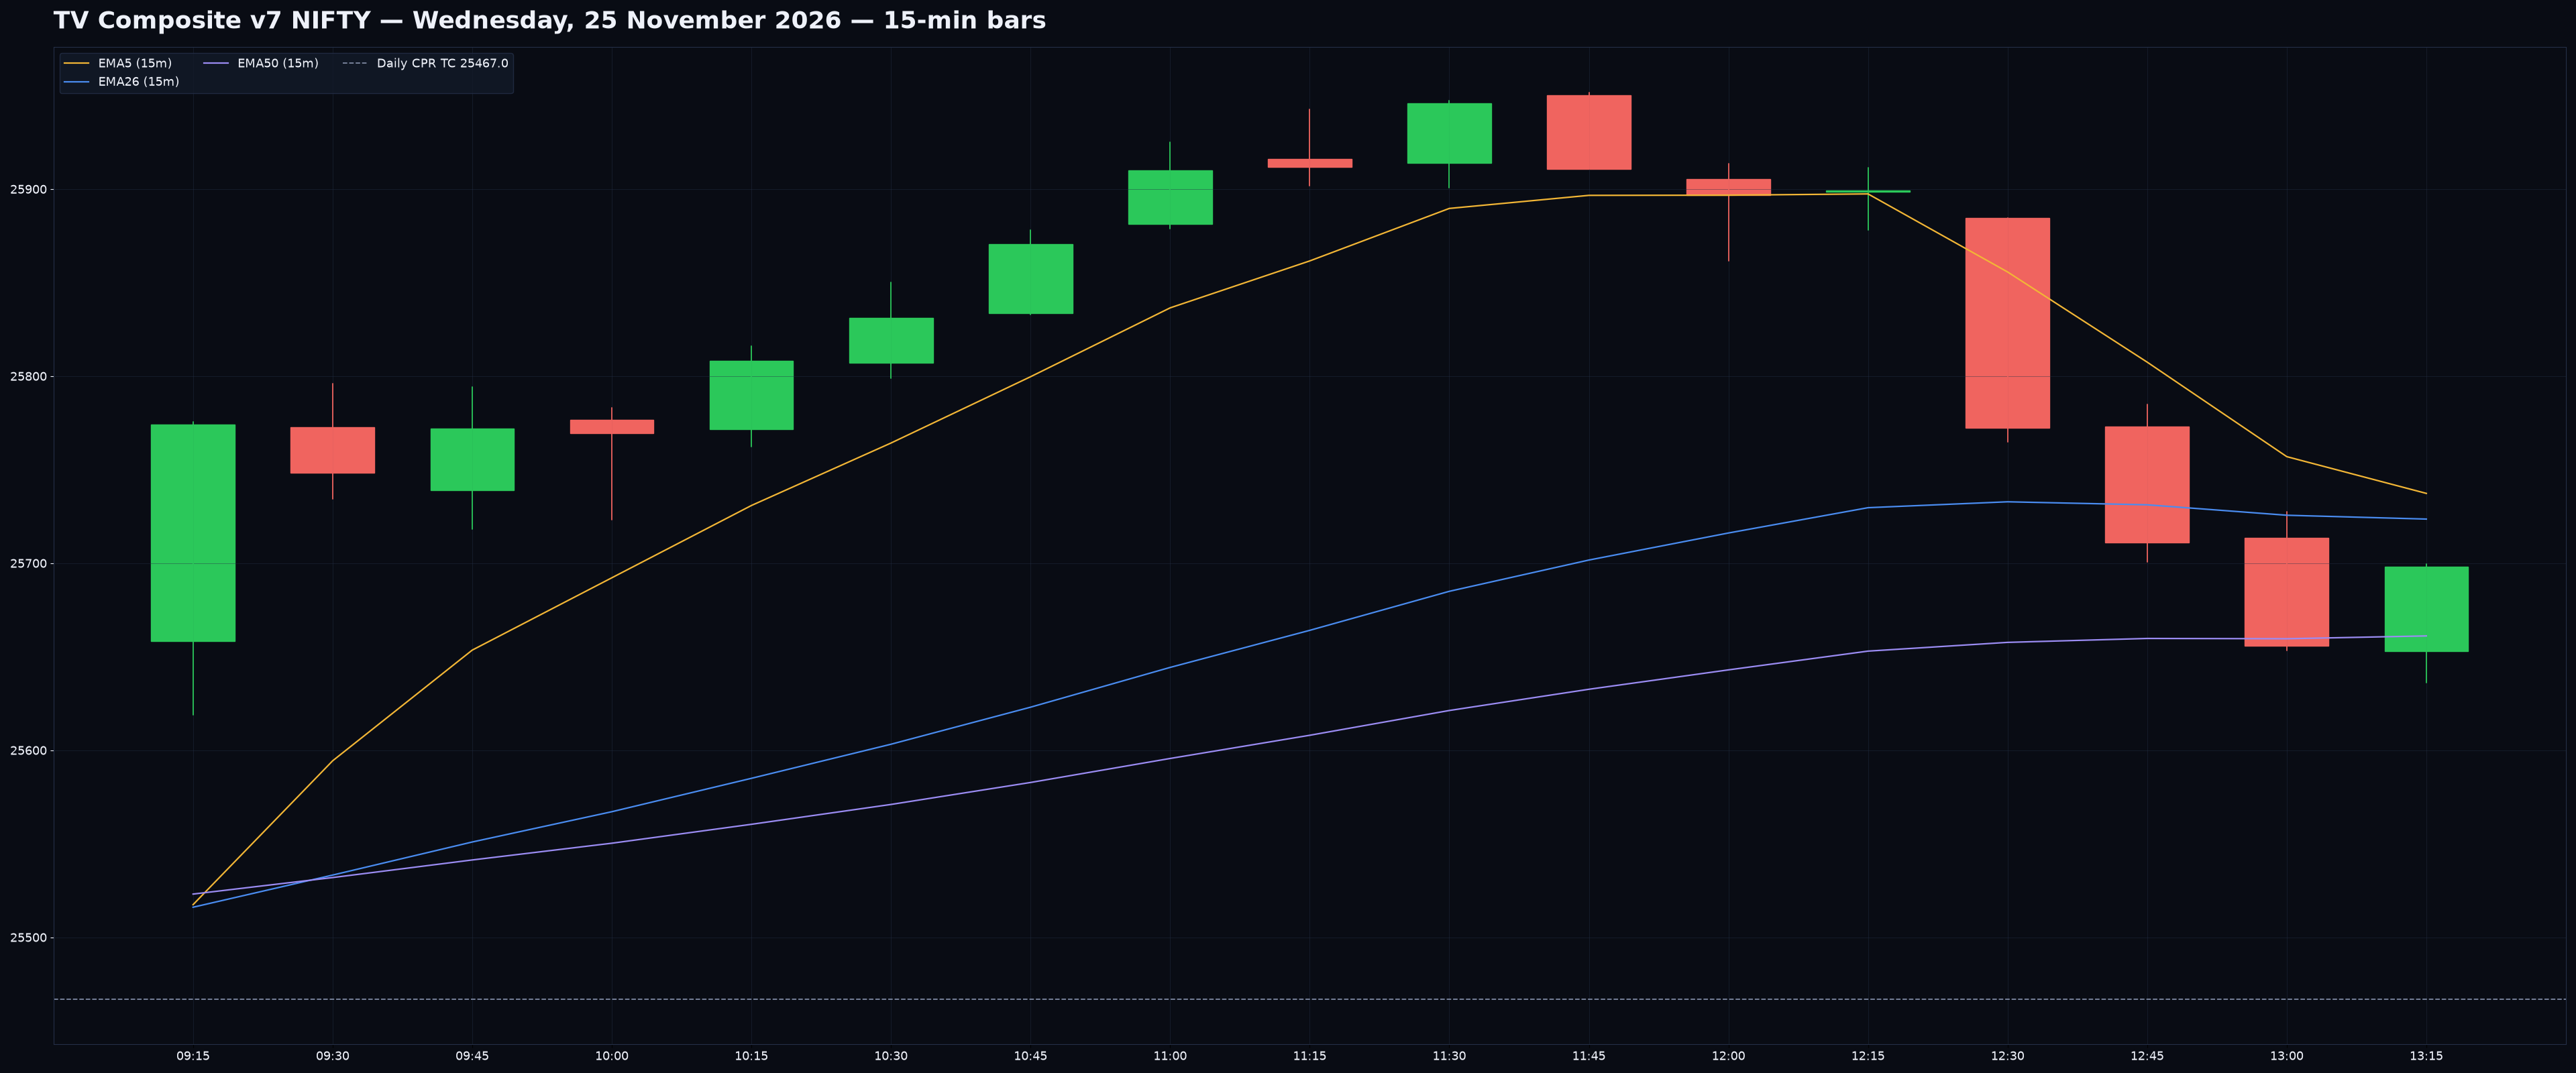 TV Composite v7 NIFTY — Wednesday, 25 November 2026 — 15-min bars
EMA5 (15m) EMA50 (15m) Daily CPR TC 25467.0
EMA26 (15m)
25900
25800
25700
25600
25500
09:15 09:30 09:45 10:00 10:15 10:30 10:45 11:00 11:15 11:30 11:45 12:00 12:15 12:30 12:45 13:00 13:15